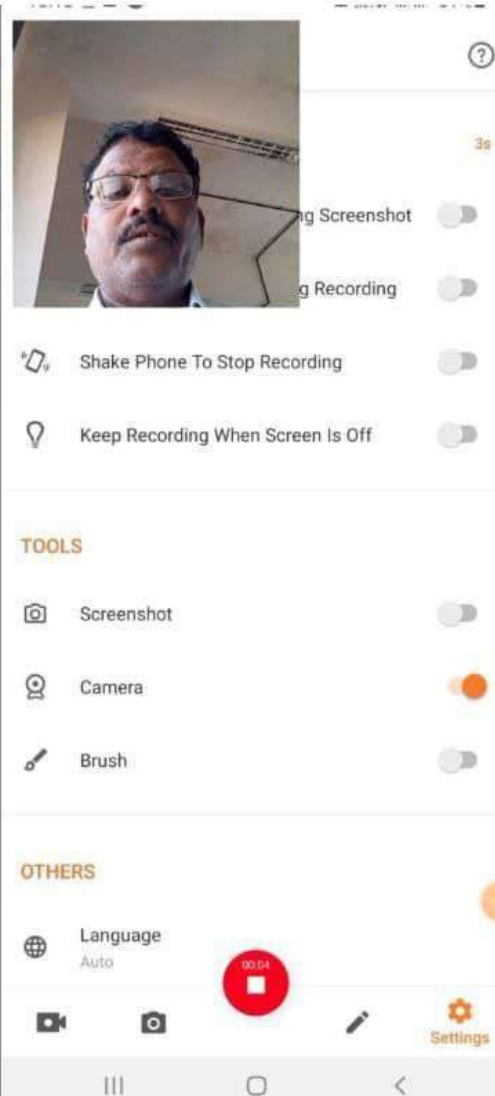 3s
Screenshot
Recording
Shake Phone To Stop Recording
Keep Recording When Screen Is Off
TOOLS
Screenshot
Camera
Brush
OTHERS
Language
Auto
00:04
Settings